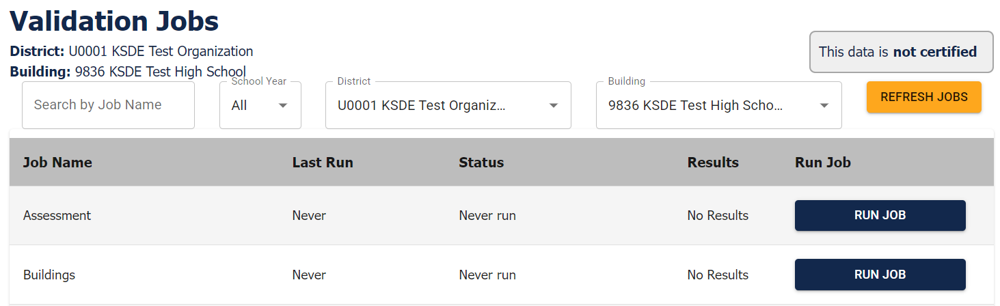 Validation Jobs
District: U0001 KSDE Test Organization
Building: 9836 KSDE Test High School
This data is not certified
Search by Job Name
School Year
All
District
U0001 KSDE Test Organiz...
Building
9836 KSDE Test High Scho...
REFRESH JOBS
Job Name Last Run Status Results Run Job
Assessment Never Never run No Results RUN JOB
Buildings Never Never run No Results RUN JOB